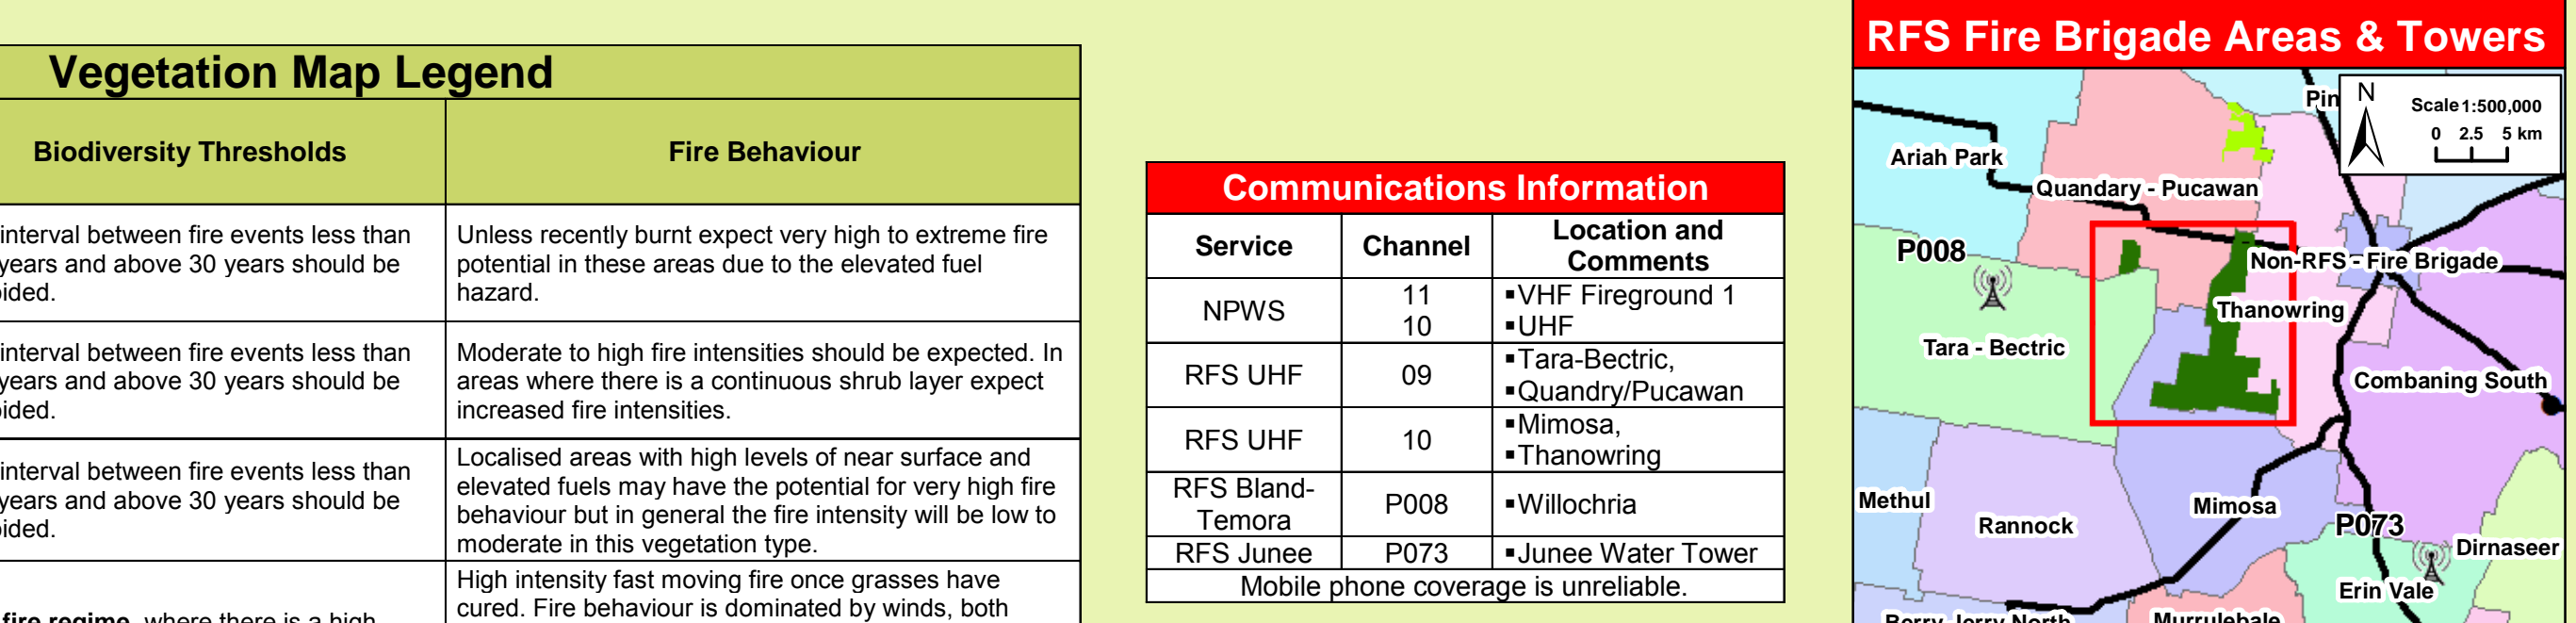 Vegetation Map Legend
Biodiversity Thresholds
Fire Behaviour
interval between fire events less than
years and above 30 years should be
Unless recently burnt expect very high to extreme fire
potential in these areas due to the elevated fuel
hazard.
interval between fire events less than
years and above 30 years should be
Moderate to high fire intensities should be expected. In
areas where there is a continuous shrub layer expect
increased fire intensities.
interval between fire events less than
years and above 30 years should be
Localised areas with high levels of near surface and
elevated fuels may have the potential for very high fire
behaviour but in general the fire intensity will be low to
moderate in this vegetation type.
fire regime, where there is a high
High intensity fast moving fire once grasses have
cured. Fire behaviour is dominated by winds, both
Communications Information
Service
Channel
Location and
Comments
NPWS
11
10
▪VHF Fireground 1
▪UHF
RFS UHF
09
▪Tara-Bectric,
▪Quandry/Pucawan
RFS UHF
10
▪Mimosa,
▪Thanowring
RFS Bland-
Temora
P008
▪Willochria
RFS Junee
P073
▪Junee Water Tower
Mobile phone coverage is unreliable.
RFS Fire Brigade Areas & Towers
N
Scale 1:500,000
0 2.5 5 km
Pin
Ariah Park
Quandary - Pucawan
P008
Non-RFS - Fire Brigade
Thanowring
Tara - Bectric
Combaning South
Methul
Rannock
Mimosa
P073
Dirnaseer
Erin Vale
Berry Jerry North
Murrulebale